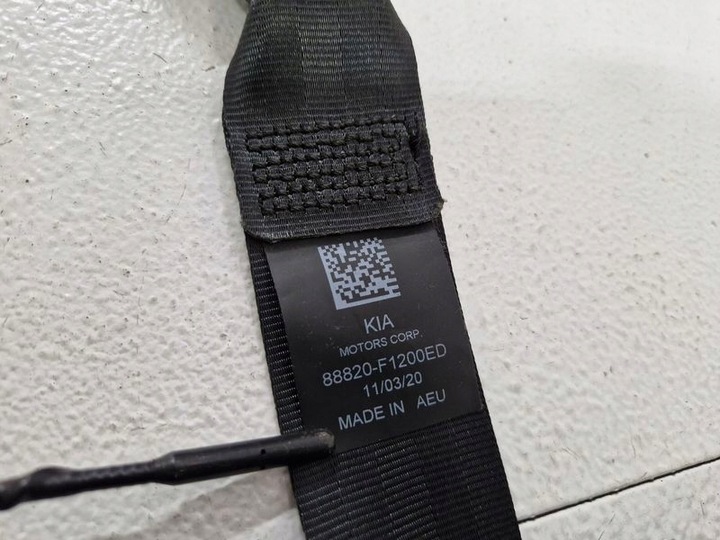 KIA
MOTORS CORP.
88820-F1200ED
11/03/20
MADE IN AEU